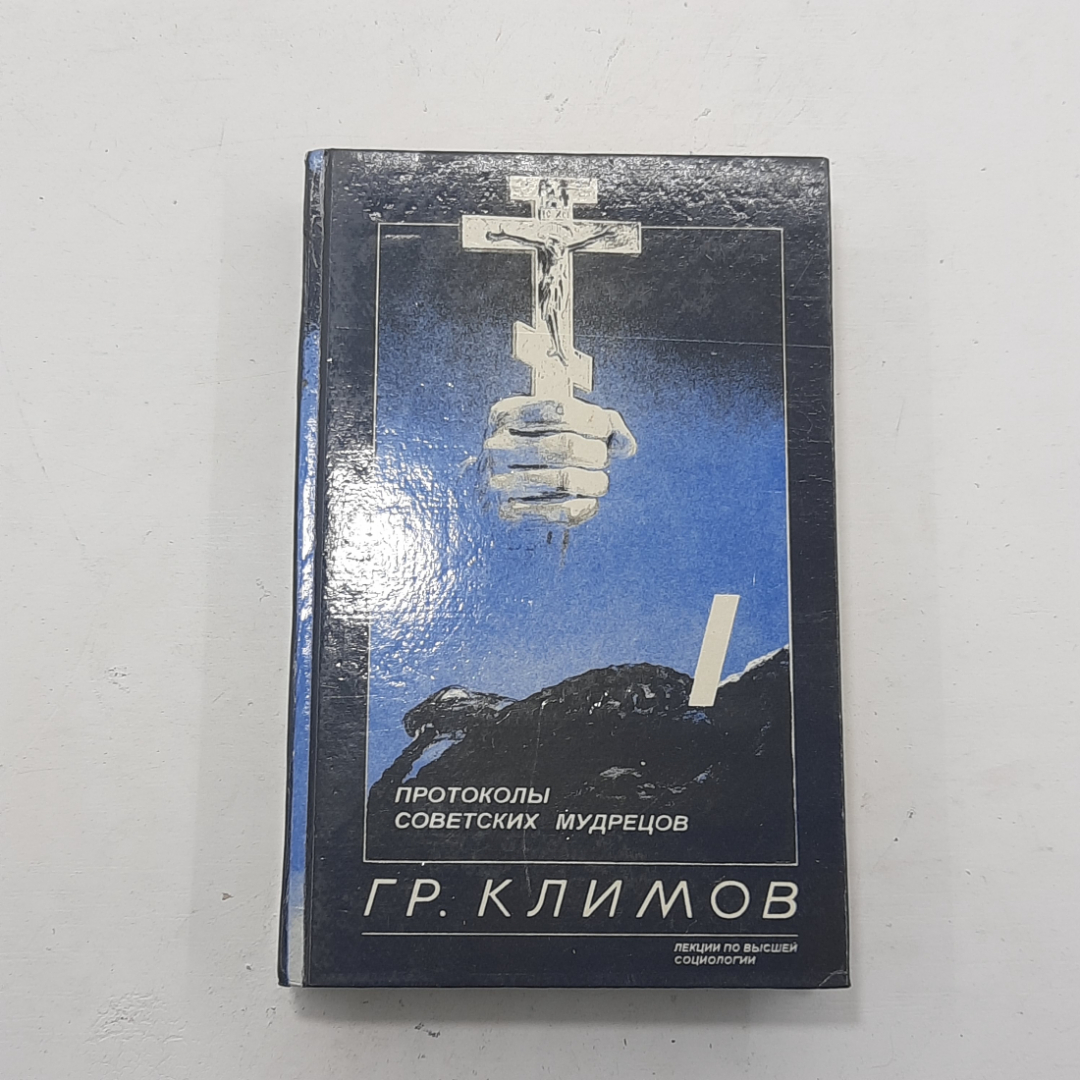 ПРОТОКОЛЫ
СОВЕТСКИХ МУДРЕЦОВ
ГР. КЛИМОВ
ЛЕКЦИИ ПО ВЫСШЕЙ
СОЦИОЛОГИИ